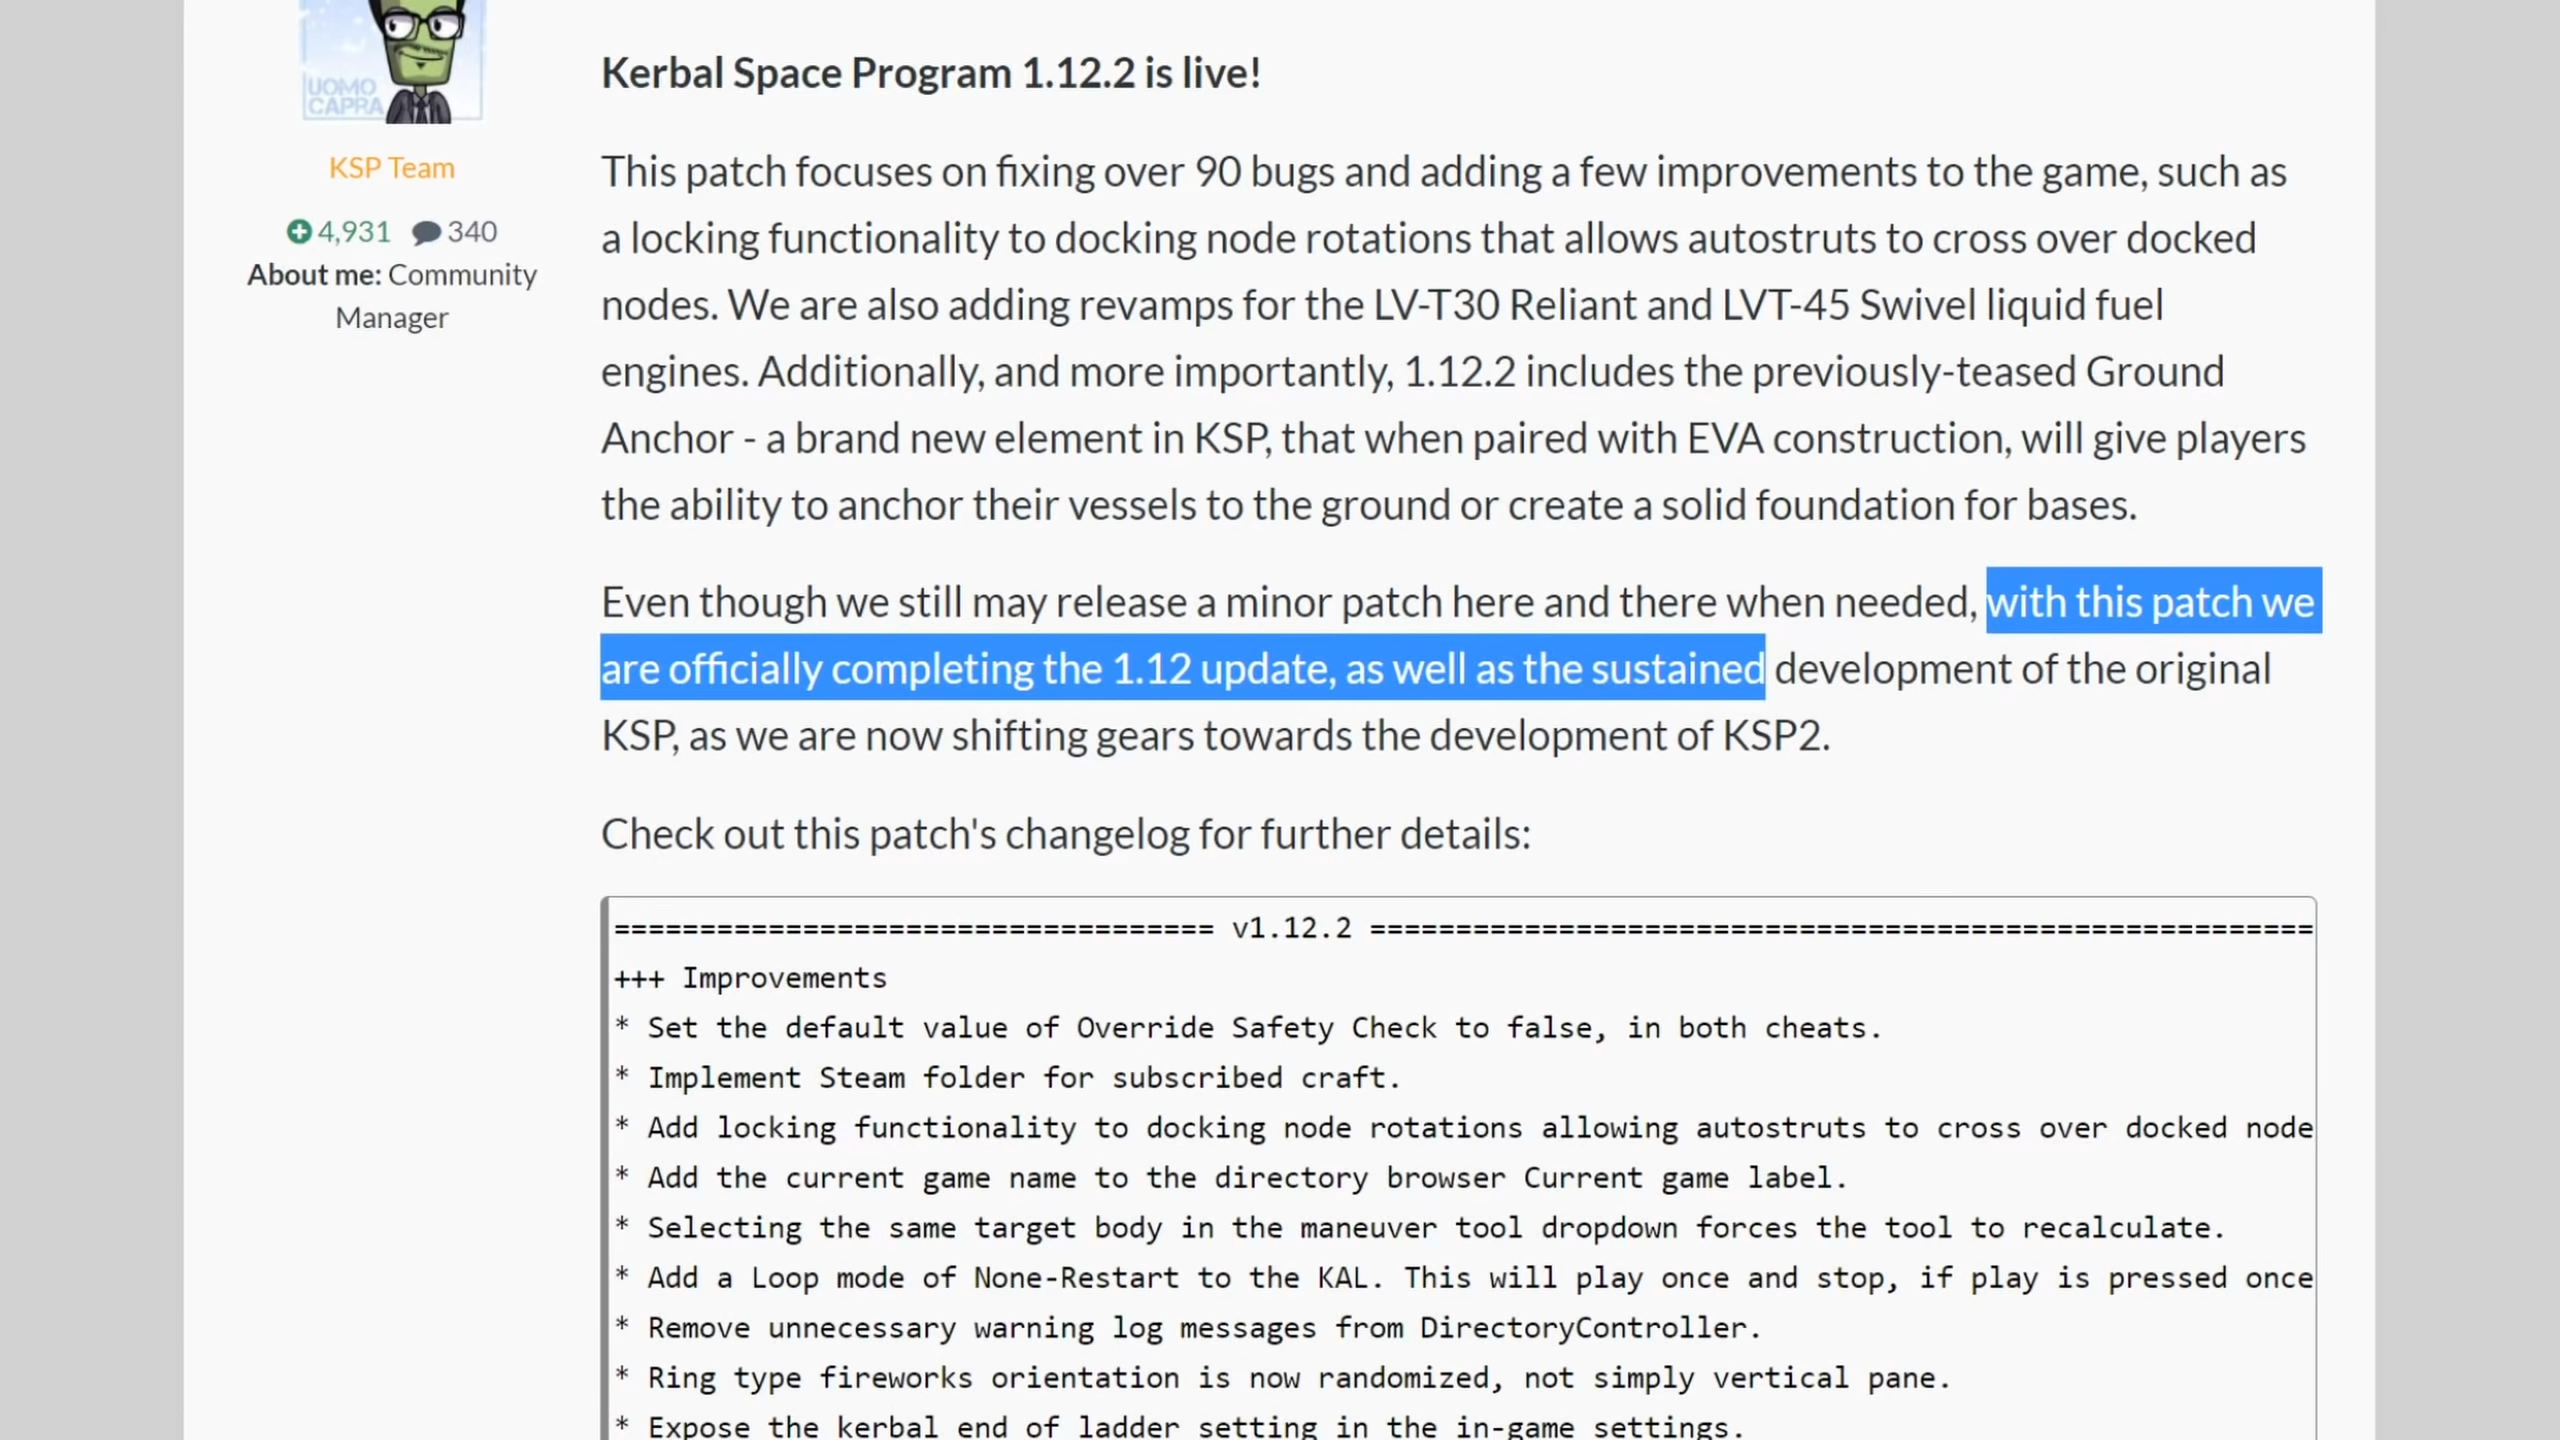 UOMO
CAPRA
KSP Team
4,931 340
About me: Community
Manager
Kerbal Space Program 1.12.2 is live!
This patch focuses on fixing over 90 bugs and adding a few improvements to the game, such as
a locking functionality to docking node rotations that allows autostruts to cross over docked
nodes. We are also adding revamps for the LV-T30 Reliant and LVT-45 Swivel liquid fuel
engines. Additionally, and more importantly, 1.12.2 includes the previously-teased Ground
Anchor - a brand new element in KSP, that when paired with EVA construction, will give players
the ability to anchor their vessels to the ground or create a solid foundation for bases.
Even though we still may release a minor patch here and there when needed, with this patch we
are officially completing the 1.12 update, as well as the sustained development of the original
KSP, as we are now shifting gears towards the development of KSP2.
Check out this patch's changelog for further details:
=================================== v1.12.2 =======================================================
+++ Improvements
* Set the default value of Override Safety Check to false, in both cheats.
* Implement Steam folder for subscribed craft.
* Add locking functionality to docking node rotations allowing autostruts to cross over docked node
* Add the current game name to the directory browser Current game label.
* Selecting the same target body in the maneuver tool dropdown forces the tool to recalculate.
* Add a Loop mode of None-Restart to the KAL. This will play once and stop, if play is pressed once
* Remove unnecessary warning log messages from DirectoryController.
* Ring type fireworks orientation is now randomized, not simply vertical pane.
* Expose the kerbal end of ladder setting in the in-game settings.